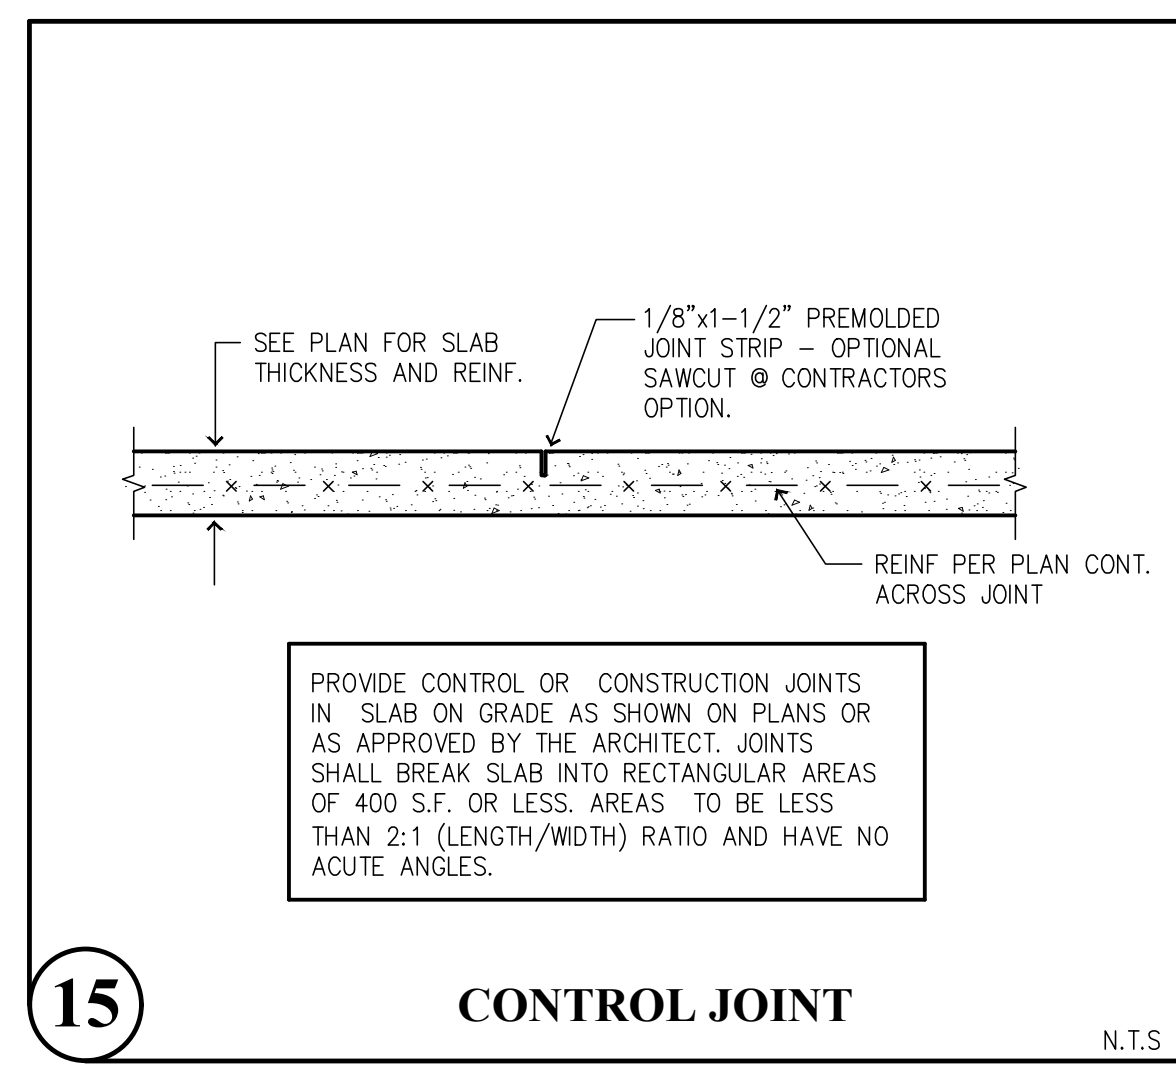 SEE PLAN FOR SLAB
THICKNESS AND REINF.
1/8"x1-1/2" PREMOLDED
JOINT STRIP – OPTIONAL
SAWCUT @ CONTRACTORS
OPTION.
REINF PER PLAN CONT.
ACROSS JOINT
PROVIDE CONTROL OR CONSTRUCTION JOINTS
IN SLAB ON GRADE AS SHOWN ON PLANS OR
AS APPROVED BY THE ARCHITECT. JOINTS
SHALL BREAK SLAB INTO RECTANGULAR AREAS
OF 400 S.F. OR LESS. AREAS TO BE LESS
THAN 2:1 (LENGTH/WIDTH) RATIO AND HAVE NO
ACUTE ANGLES.
15
CONTROL JOINT
N.T.S